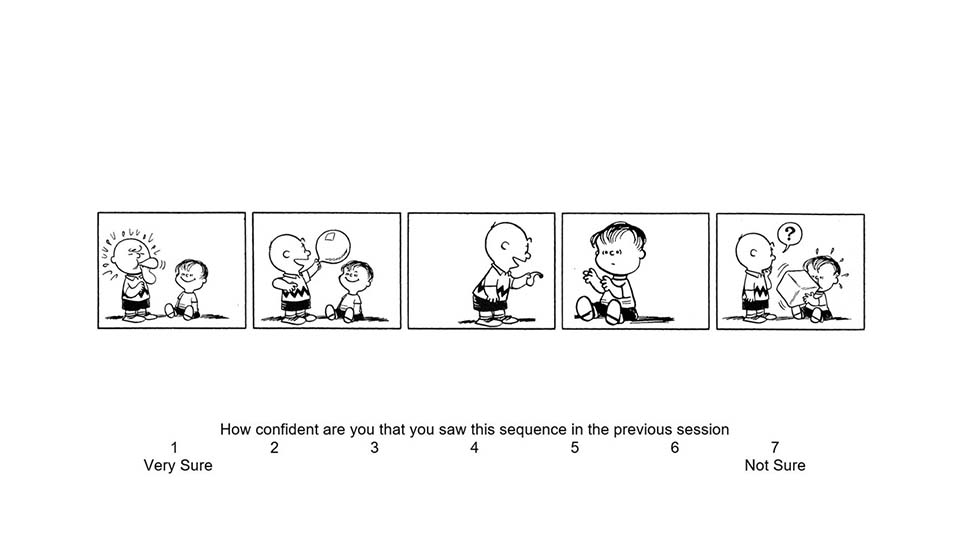 ?
How confident are you that you saw this sequence in the previous session
1 2 3 4 5 6 7
Very Sure Not Sure